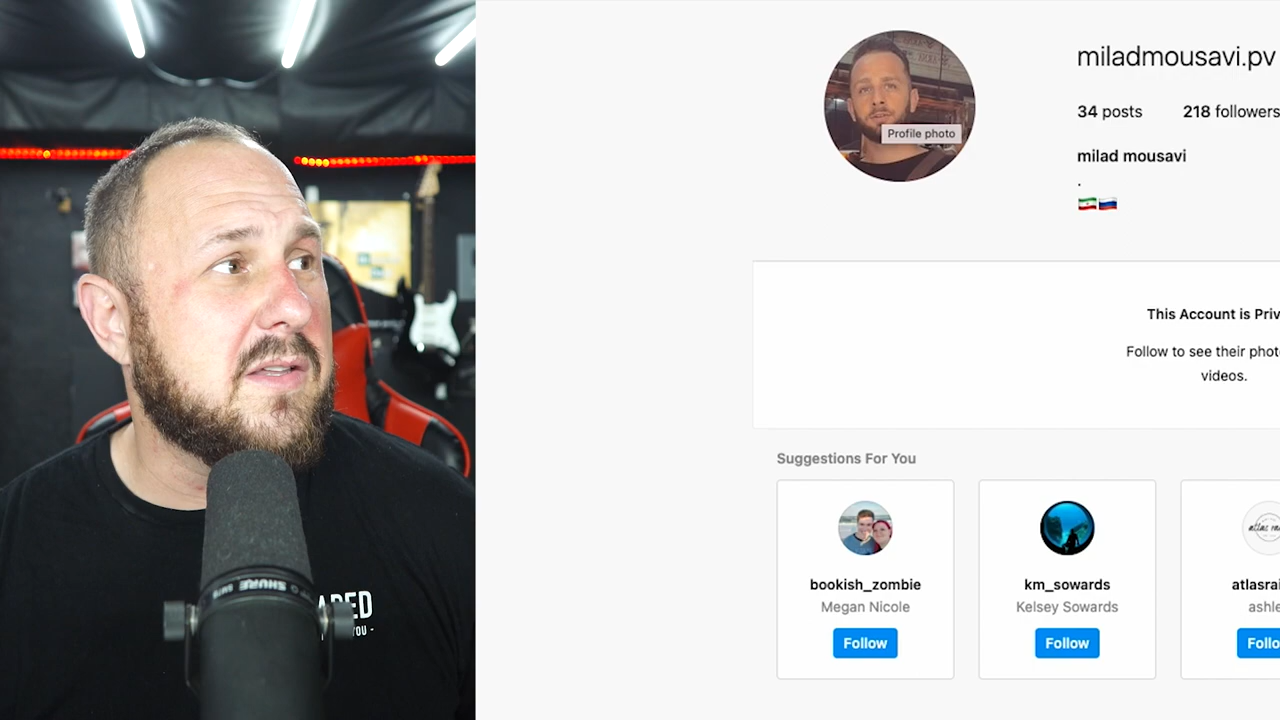 miladmousavi.pv
34 posts 218 followers
milad mousavi
.
Profile photo
This Account is Priv
Follow to see their photo
videos.
Suggestions For You
bookish_zombie
Megan Nicole
Follow
km_sowards
Kelsey Sowards
Follow
atlasrai
ashle
Follo
SHURE